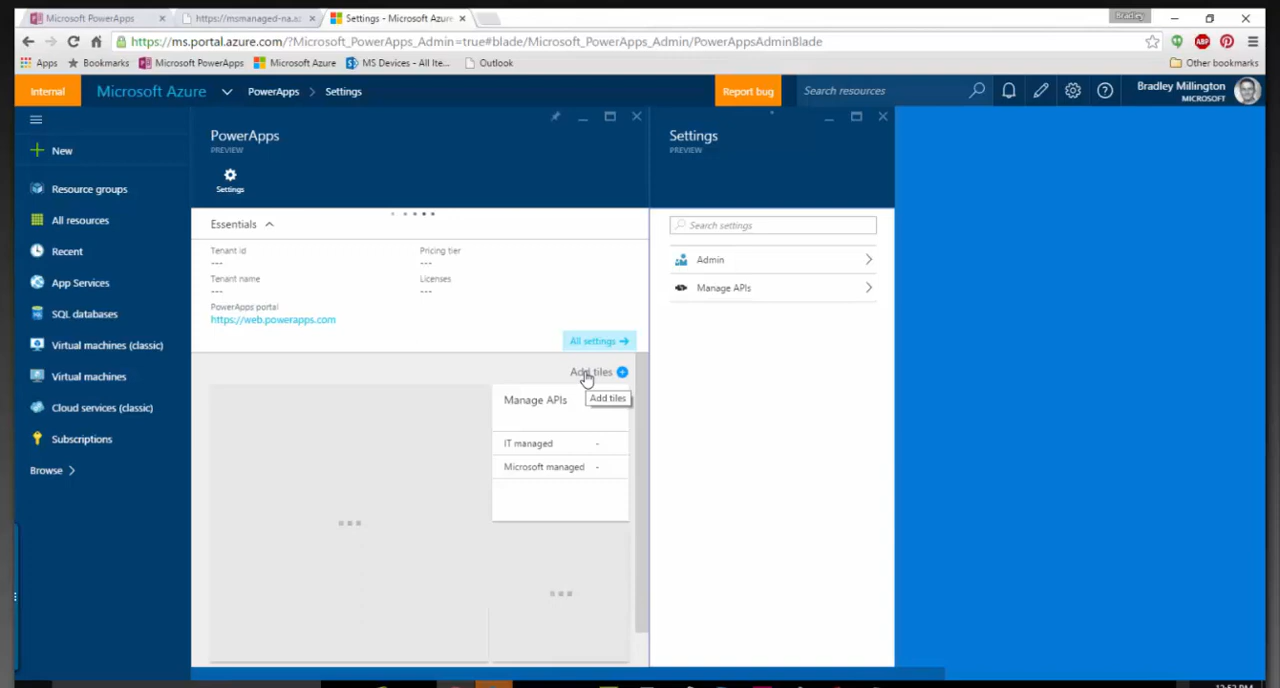 Microsoft PowerApps
https://msmanaged-na.a
Settings - Microsoft Azure
Bradley
https://ms.portal.azure.com/?Microsoft_PowerApps_Admin=true#blade/Microsoft_PowerApps_Admin/PowerAppsAdminBlade
ABP
Apps
Bookmarks
Microsoft PowerApps
Microsoft Azure
MS Devices - All Ite...
Outlook
Other bookmarks
Internal
Microsoft Azure
PowerApps
Settings
Report bug
Search resources
Bradley Millington
MICROSOFT
New
Resource groups
All resources
Recent
App Services
SQL databases
Virtual machines (classic)
Virtual machines
Cloud services (classic)
Subscriptions
Browse
PowerApps
PREVIEW
Settings
Essentials
Tenant id
---
Pricing tier
---
Tenant name
---
Licenses
---
PowerApps portal
https://web.powerapps.com
All settings
Add tiles
Add tiles
Manage APIs
IT managed -
Microsoft managed -
Settings
PREVIEW
Search settings
Admin
Manage APIs